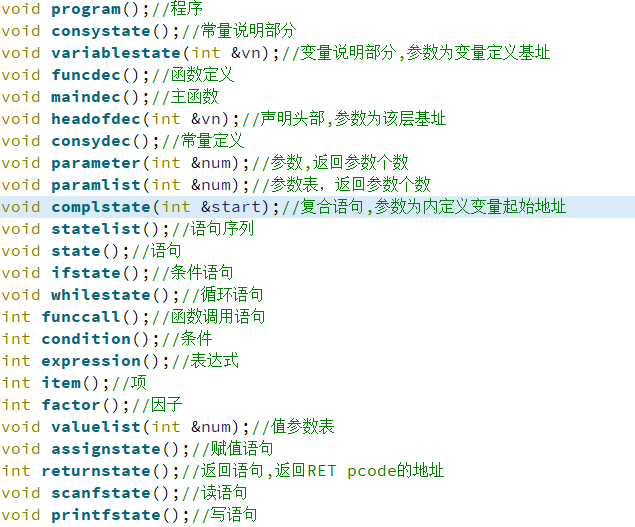 void program();//程序
void consystate();//常量说明部分
void variablestate(int &vn);//变量说明部分,参数为变量定义基址
void funcdec();//函数定义
void maindec();//主函数
void headofdec(int &vn);//声明头部,参数为该层基址
void consydec();//常量定义
void parameter(int &num);//参数,返回参数个数
void paramlist(int &num);//参数表，返回参数个数
void complstate(int &start);//复合语句,参数为内定义变量起始地址
void statelist();//语句序列
void state();//语句
void ifstate();//条件语句
void whilestate();//循环语句
int funccall();//函数调用语句
int condition();//条件
int expression();//表达式
int item();//项
int factor();//因子
void valuelist(int &num);//值参数表
void assignstate();//赋值语句
int returnstate();//返回语句,返回RET pcode的地址
void scanfstate();//读语句
void printfstate();//写语句